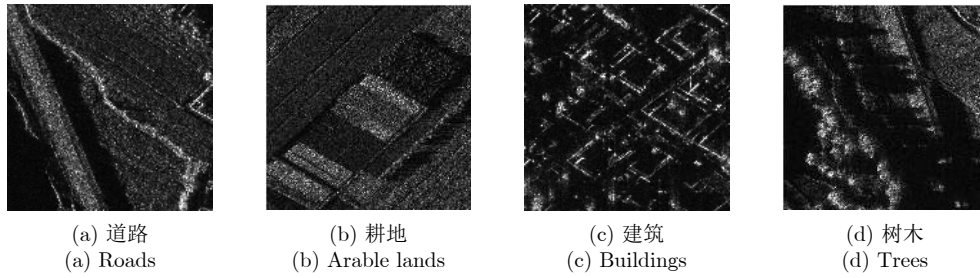 (a) 道路
(a) Roads
(b) 耕地
(b) Arable lands
(c) 建筑
(c) Buildings
(d) 树木
(d) Trees